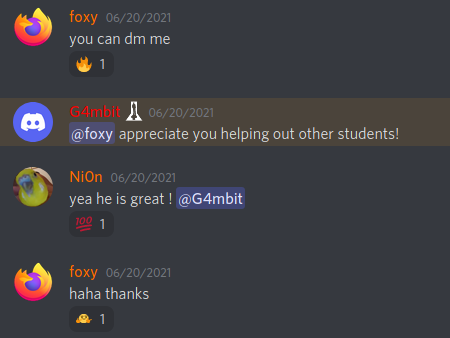 foxy 06/20/2021
you can dm me
🔥 1
G4mbit 06/20/2021
@foxy appreciate you helping out other students!
Ni0n 06/20/2021
yea he is great ! @G4mbit
💯 1
foxy 06/20/2021
haha thanks
1